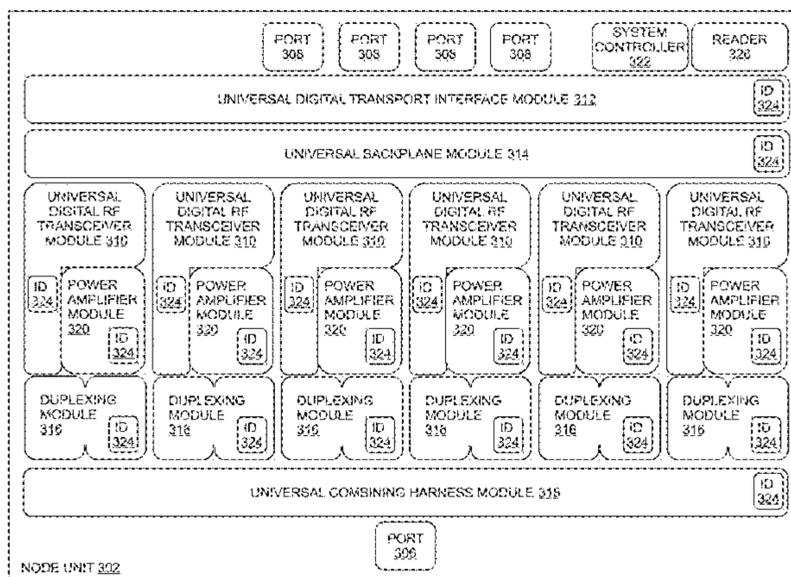 PORT 308 PORT 308 PORT 308 PORT 308 SYSTEM CONTROLLER 322 READER 326
UNIVERSAL DIGITAL TRANSPORT INTERFACE MODULE 312 ID 324
UNIVERSAL BACKPLANE MODULE 314 ID 324
UNIVERSAL UNIVERSAL UNIVERSAL UNIVERSAL UNIVERSAL UNIVERSAL
DIGITAL RF DIGITAL RF DIGITAL RF DIGITAL RF DIGITAL RF DIGITAL RF
TRANSCEIVER TRANSCEIVER TRANSCEIVER TRANSCEIVER TRANSCEIVER TRANSCEIVER
MODULE 310 MODULE 310 MODULE 310 MODULE 310 MODULE 310 MODULE 310
ID POWER ID POWER ID POWER ID POWER ID POWER ID POWER
324 AMPLIFIER 324 AMPLIFIER 324 AMPLIFIER 324 AMPLIFIER 324 AMPLIFIER 324 AMPLIFIER
MODULE MODULE MODULE MODULE MODULE MODULE
320 ID 320 ID 320 ID 320 ID 320 ID 320 ID
324 324 324 324 324 324
DUPLEXING DUPLEXING DUPLEXING DUPLEXING DUPLEXING DUPLEXING
MODULE ID MODULE ID MODULE ID MODULE ID MODULE ID MODULE ID
316 324 316 324 316 324 316 324 316 324 316 324
UNIVERSAL COMBINING HARNESS MODULE ID 324
PORT
306
NODE UNIT 302